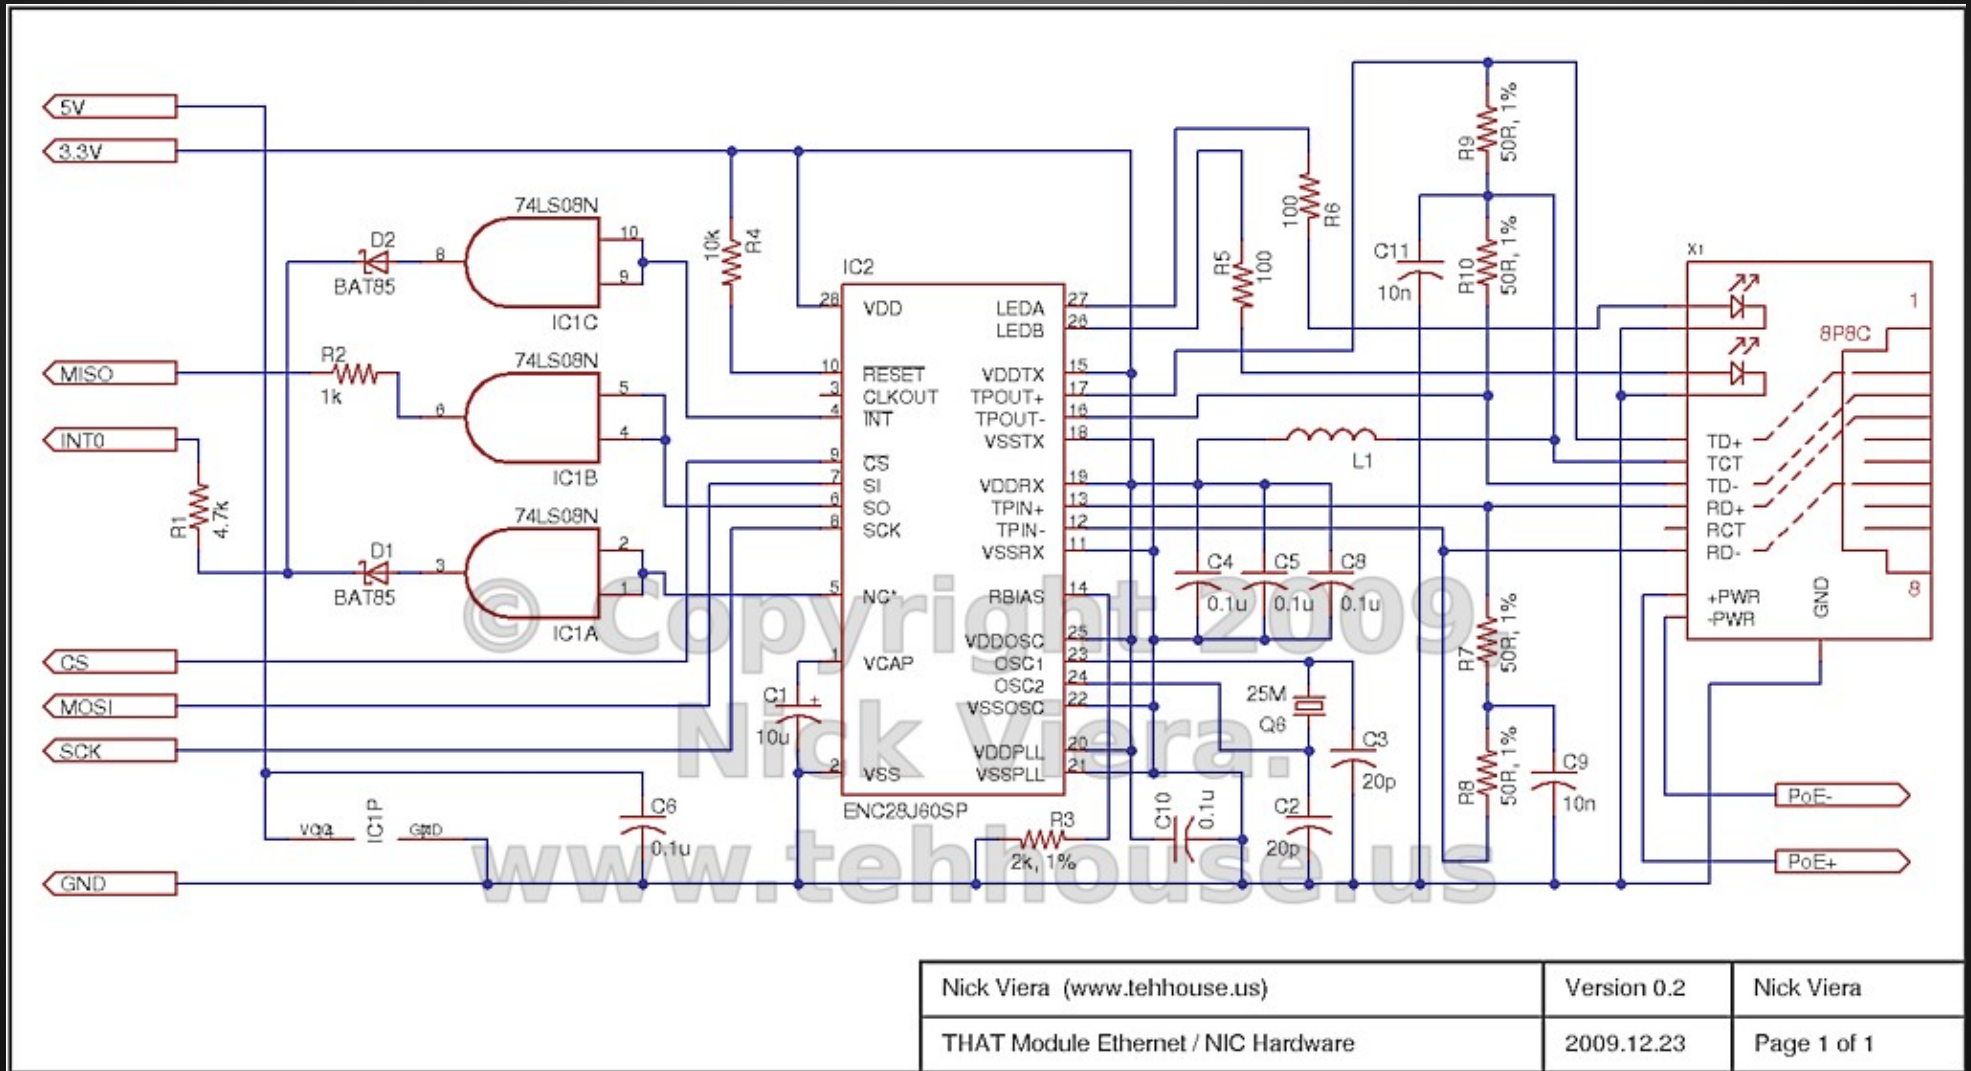 5V
3.3V
MISO
INT0
CS
MOSI
SCK
GND
R1
4.7k
R2
1k
D2
BAT85
D1
BAT85
74LS08N
8
10
9
IC1C
74LS08N
6
5
4
IC1B
74LS08N
3
2
1
IC1A
IC1P
GND
C6
0.1u
10k
R4
C1
+
10u
IC2
28 VDD
10 RESET
3 CLKOUT
4 INT
9 CS
7 SI
6 SO
8 SCK
5 NC*
1 VCAP
2 VSS
LEDA 27
LEDB 26
VDDTX 15
TPOUT+ 17
TPOUT- 16
VSSTX 18
VDDRX 19
TPIN+ 13
TPIN- 12
VSSRX 11
RBIAS 14
VDDOSC 25
OSC1 23
OSC2 24
VSSOSC 22
VDDPLL 20
VSSPLL 21
ENC28J60SP
R3
2k, 1%
R5
100
100
R6
C11
10n
R9
50R, 1%
R10
50R, 1%
L1
C4
0.1u
C5
0.1u
C8
0.1u
25M
Q6
C3
20p
C2
20p
C10
0.1u
R7
50R, 1%
R8
50R, 1%
C9
10n
X1
1
8P8C
TD+
TCT
TD-
RD+
RCT
RD-
+PWR
-PWR
GND
8
PoE-
PoE+
© Copyright 2009,
Nick Viera.
www.tehhouse.us
Nick Viera (www.tehhouse.us)
Version 0.2
Nick Viera
THAT Module Ethernet / NIC Hardware
2009.12.23
Page 1 of 1